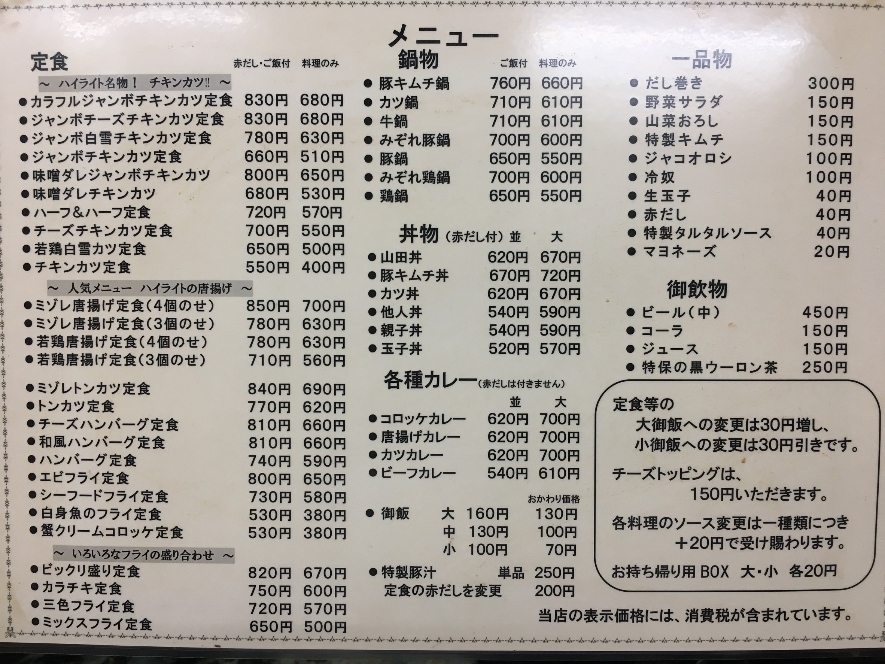 メニュー
定食 赤だし・ご飯付 料理のみ
～ ハイライト名物！ チキンカツ!! ～
●カラフルジャンボチキンカツ定食 830円 680円
●ジャンボチーズチキンカツ定食 830円 680円
●ジャンボ白雪チキンカツ定食 780円 630円
●ジャンボチキンカツ定食 660円 510円
●味噌ダレジャンボチキンカツ 800円 650円
●味噌ダレチキンカツ 680円 530円
●ハーフ&ハーフ定食 720円 570円
●チーズチキンカツ定食 700円 550円
●若鶏白雪カツ定食 650円 500円
●チキンカツ定食 550円 400円
～ 人気メニュー ハイライトの唐揚げ ～
●ミゾレ唐揚げ定食(4個のせ) 850円 700円
●ミゾレ唐揚げ定食(3個のせ) 780円 630円
●若鶏唐揚げ定食(4個のせ) 780円 630円
●若鶏唐揚げ定食(3個のせ) 710円 560円
●ミゾレトンカツ定食 840円 690円
●トンカツ定食 770円 620円
●チーズハンバーグ定食 810円 660円
●和風ハンバーグ定食 810円 660円
●ハンバーグ定食 740円 590円
●エビフライ定食 800円 650円
●シーフードフライ定食 730円 580円
●白身魚のフライ定食 530円 380円
●蟹クリームコロッケ定食 530円 380円
～ いろいろなフライの盛り合わせ ～
●ビックリ盛り定食 820円 670円
●カラチキ定食 750円 600円
●三色フライ定食 720円 570円
●ミックスフライ定食 650円 500円
鍋物 ご飯付 料理のみ
●豚キムチ鍋 760円 660円
●カツ鍋 710円 610円
●牛鍋 710円 610円
●みぞれ豚鍋 700円 600円
●豚鍋 650円 550円
●みぞれ鶏鍋 700円 600円
●鶏鍋 650円 550円
丼物 (赤だし付) 並 大
●山田丼 620円 670円
●豚キムチ丼 670円 720円
●カツ丼 620円 670円
●他人丼 540円 590円
●親子丼 540円 590円
●玉子丼 520円 570円
各種カレー(赤だしは付きません)
並 大
●コロッケカレー 620円 700円
●唐揚げカレー 620円 700円
●カツカレー 620円 700円
●ビーフカレー 540円 610円
おかわり価格
●御飯 大 160円 130円
中 130円 100円
小 100円 70円
●特製豚汁 単品 250円
定食の赤だしを変更 200円
一品物
●だし巻き 300円
●野菜サラダ 150円
●山菜おろし 150円
●特製キムチ 150円
●ジャコオロシ 100円
●冷奴 100円
●生玉子 40円
●赤だし 40円
●特製タルタルソース 40円
●マヨネーズ 20円
御飲物
●ビール(中) 450円
●コーラ 150円
●ジュース 150円
●特保の黒ウーロン茶 250円
定食等の
大御飯への変更は30円増し、
小御飯への変更は30円引きです。
チーズトッピングは、
150円いただきます。
各料理のソース変更は一種類につき
＋20円で受け賜わります。
お持ち帰り用BOX 大・小 各20円
当店の表示価格には、消費税が含まれています。